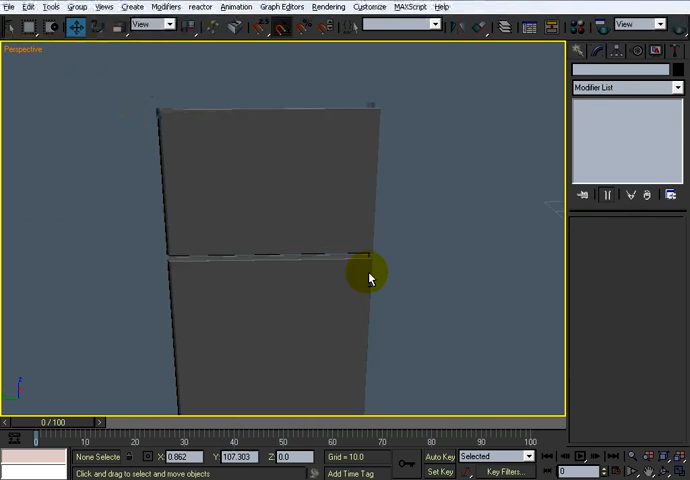 File Edit Tools Group Views Create Modifiers reactor Animation Graph Editors Rendering Customize MAXScript Help
View View
Perspective
Modifier List
0 / 100
0 10 20 30 40 50 60 70 80 90 100
None Selecte X: 0.862 Y: 107.303 Z: 0.0 Grid = 10.0 Auto Key Selected
Click and drag to select and move objects Add Time Tag Set Key Key Filters... 0